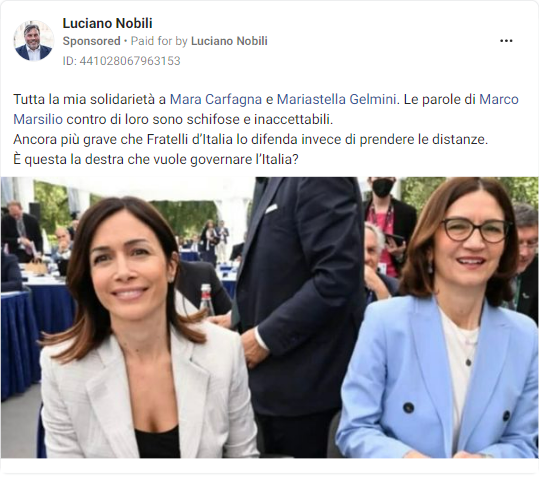 Luciano Nobili
Sponsored • Paid for by Luciano Nobili
ID: 441028067963153
Tutta la mia solidarietà a Mara Carfagna e Mariastella Gelmini. Le parole di Marco
Marsilio contro di loro sono schifose e inaccettabili.
Ancora più grave che Fratelli d'Italia lo difenda invece di prendere le distanze.
È questa la destra che vuole governare l'Italia?